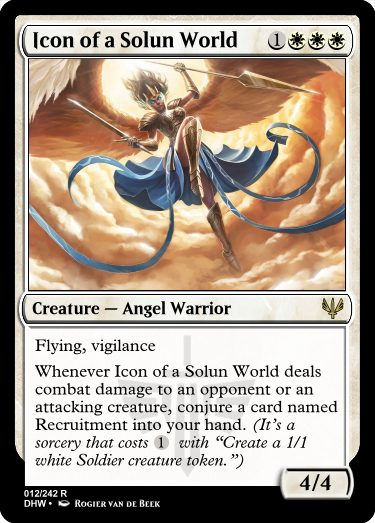 Icon of a Solun World 1
Creature — Angel Warrior
Flying, vigilance
Whenever Icon of a Solun World deals
combat damage to an opponent or an
attacking creature, conjure a card named
Recruitment into your hand. (It's a
sorcery that costs 1 with “Create a 1/1
white Soldier creature token.”)
4/4
012/242 R
DHW • Rogier van de Beek